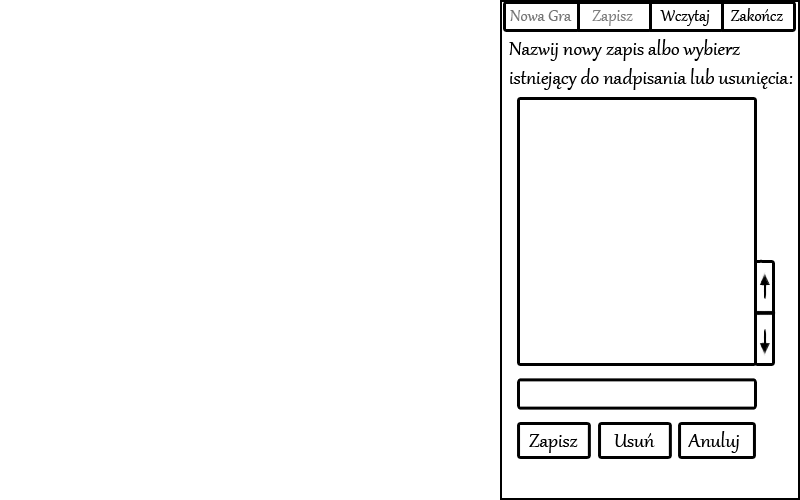 Nowa Gra Zapisz Wczytaj Zakończ
Nazwij nowy zapis albo wybierz
istniejący do nadpisania lub usunięcia:
Zapisz Usuń Anuluj